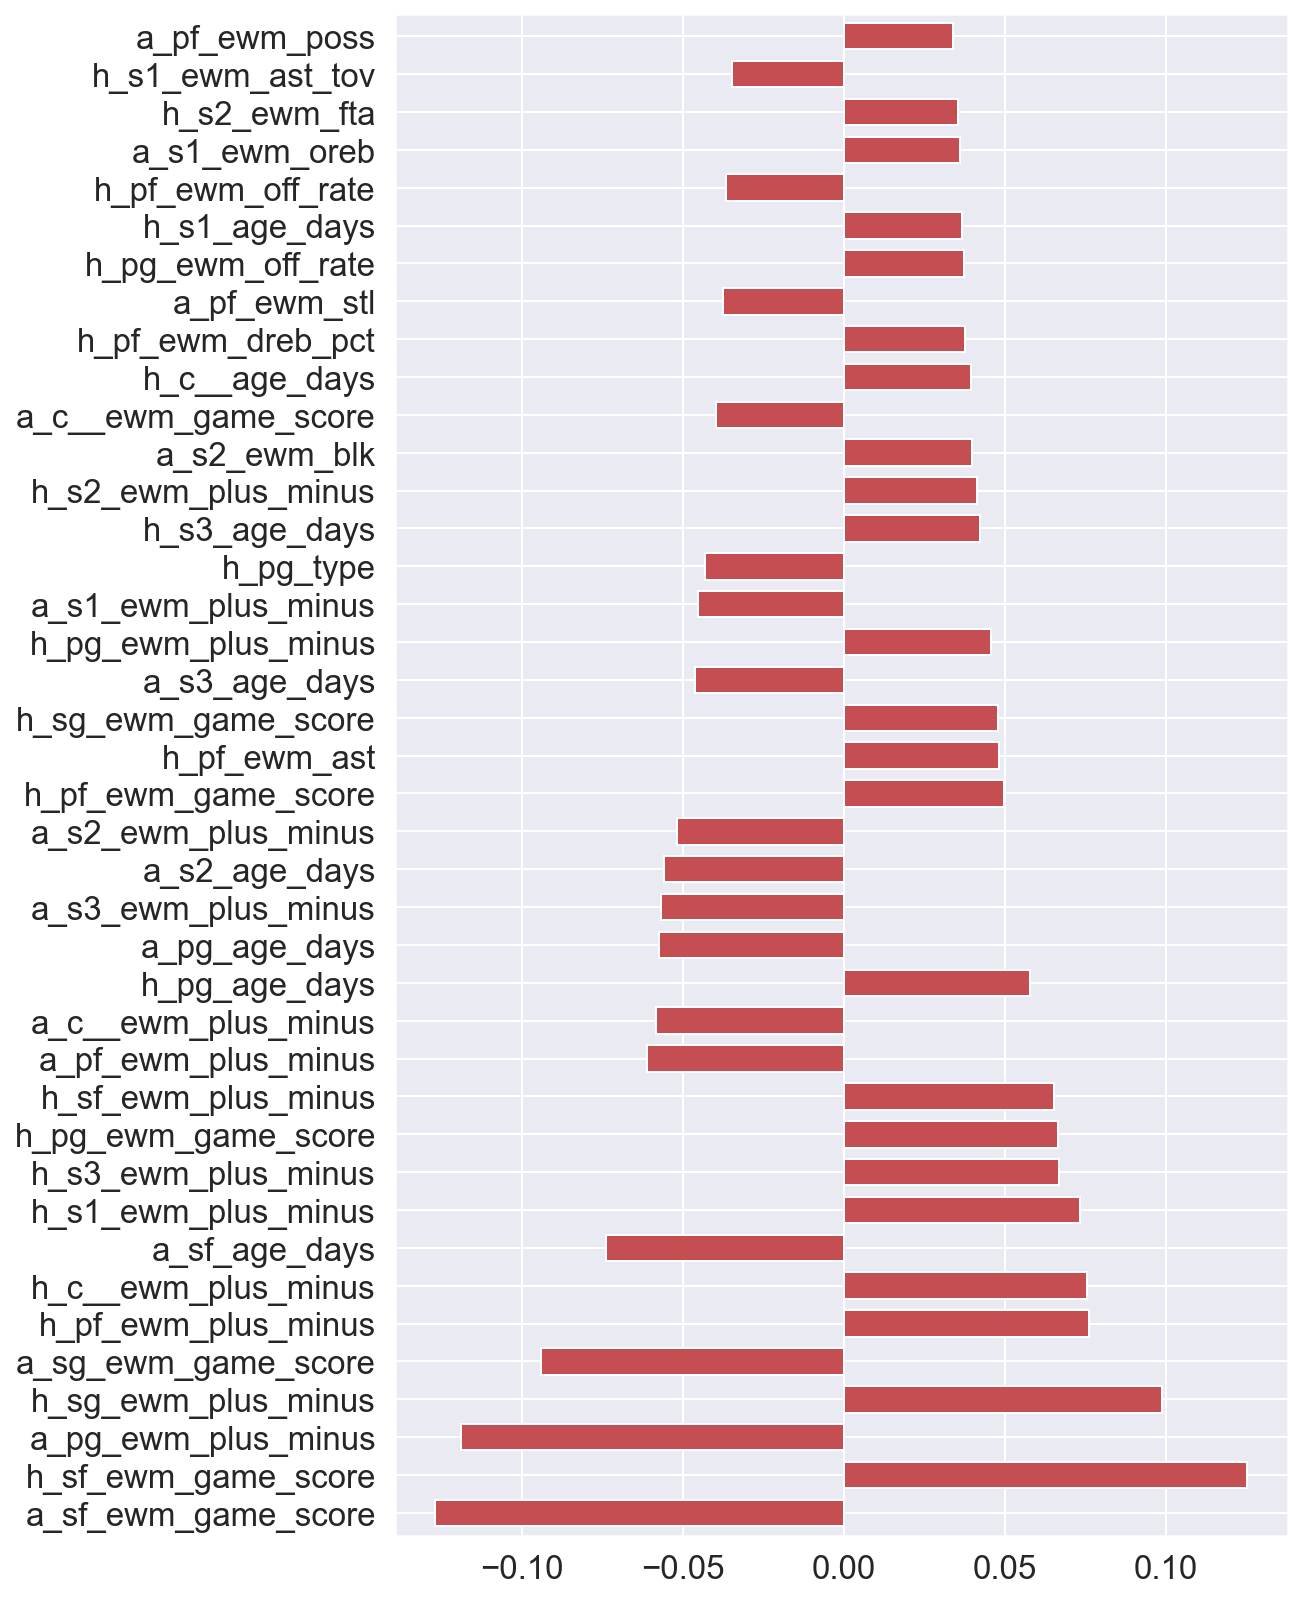 a_pf_ewm_poss
h_s1_ewm_ast_tov
h_s2_ewm_fta
a_s1_ewm_oreb
h_pf_ewm_off_rate
h_s1_age_days
h_pg_ewm_off_rate
a_pf_ewm_stl
h_pf_ewm_dreb_pct
h_c__age_days
a_c__ewm_game_score
a_s2_ewm_blk
h_s2_ewm_plus_minus
h_s3_age_days
h_pg_type
a_s1_ewm_plus_minus
h_pg_ewm_plus_minus
a_s3_age_days
h_sg_ewm_game_score
h_pf_ewm_ast
h_pf_ewm_game_score
a_s2_ewm_plus_minus
a_s2_age_days
a_s3_ewm_plus_minus
a_pg_age_days
h_pg_age_days
a_c__ewm_plus_minus
a_pf_ewm_plus_minus
h_sf_ewm_plus_minus
h_pg_ewm_game_score
h_s3_ewm_plus_minus
h_s1_ewm_plus_minus
a_sf_age_days
h_c__ewm_plus_minus
h_pf_ewm_plus_minus
a_sg_ewm_game_score
h_sg_ewm_plus_minus
a_pg_ewm_plus_minus
h_sf_ewm_game_score
a_sf_ewm_game_score
−0.10 −0.05 0.00 0.05 0.10